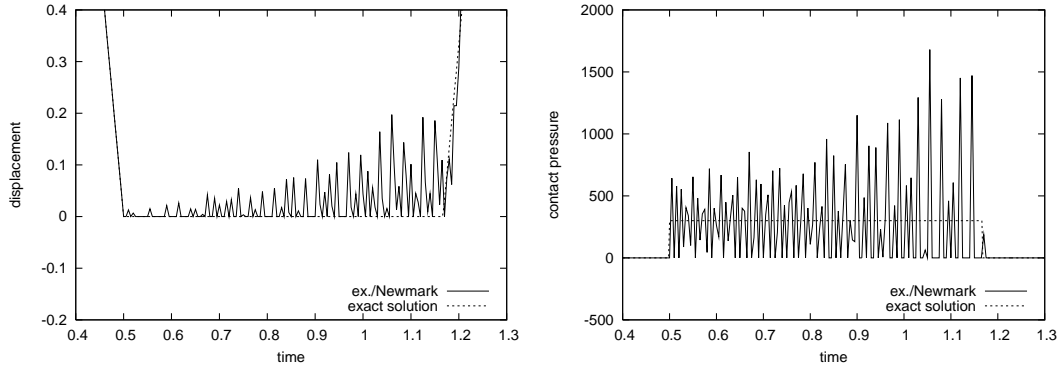 0.4
0.3
0.2
0.1
0
-0.1
-0.2
displacement
0.4 0.5 0.6 0.7 0.8 0.9 1 1.1 1.2 1.3
time
ex./Newmark
exact solution
2000
1500
1000
500
0
-500
contact pressure
0.4 0.5 0.6 0.7 0.8 0.9 1 1.1 1.2 1.3
time
ex./Newmark
exact solution